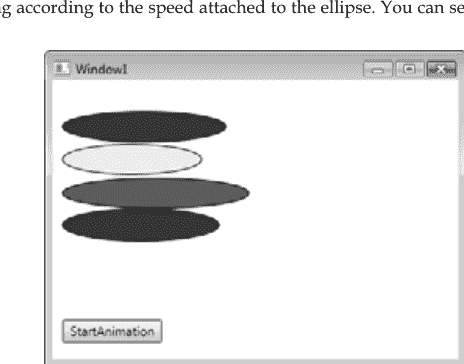 g according to the speed attached to the ellipse. You can se
Window1
StartAnimation